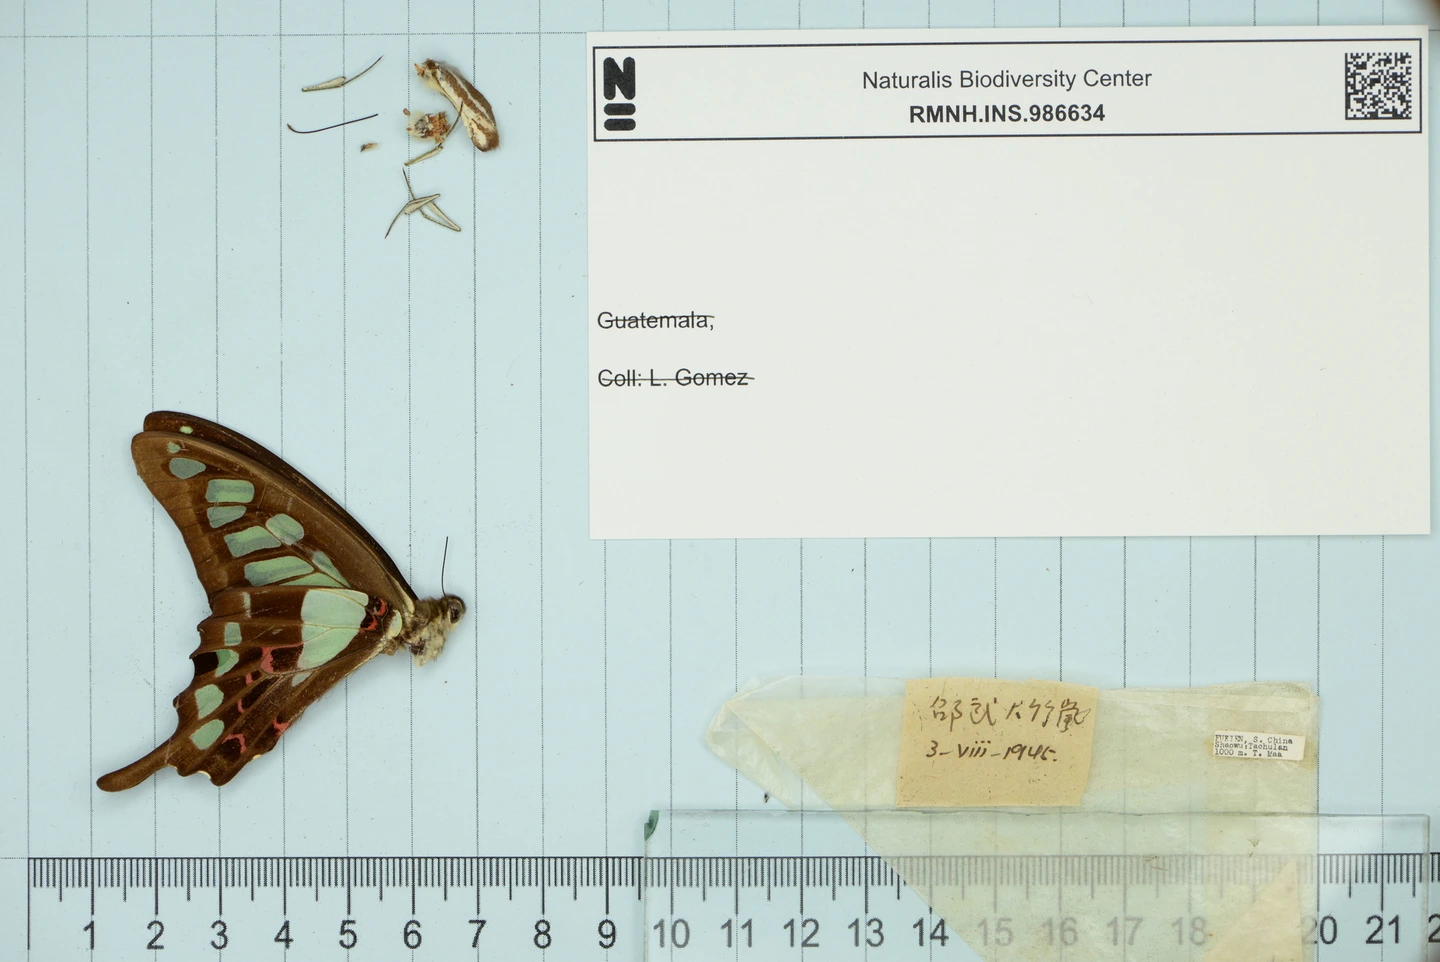 Naturalis Biodiversity Center
RMNH.INS.986634
Guatemala,
Coll: L. Gomez
邵武大竹嵐
3-viii-1945.
FUKIEN, S. China
Shaowu:Tachulan
1000 m. T. Maa
1 2 3 4 5 6 7 8 9 10 11 12 13 14 15 16 17 18 20 21 2